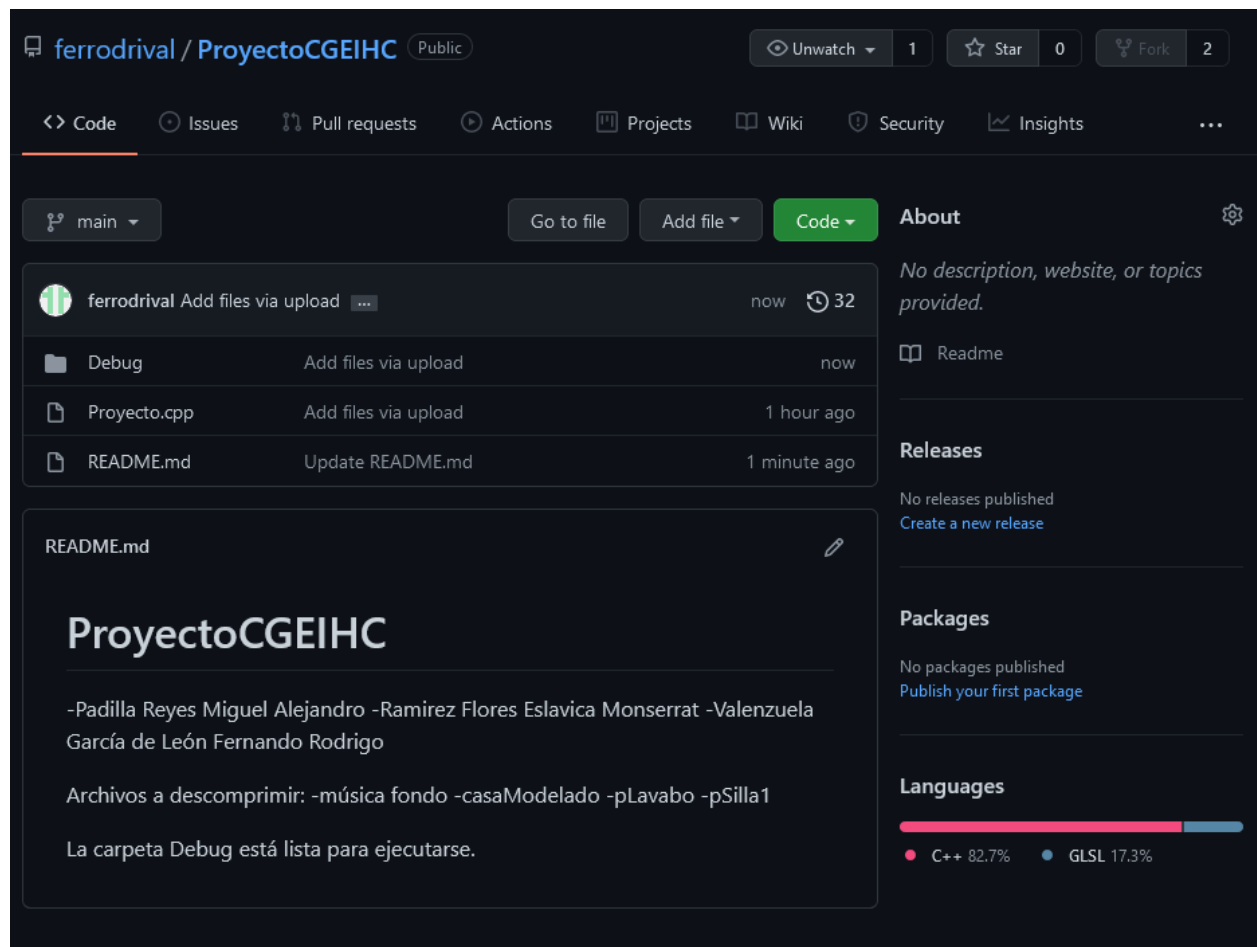 ferrodrival / ProyectoCGEIHC Public
Unwatch 1 Star 0 Fork 2
Code Issues Pull requests Actions Projects Wiki Security Insights ...
main Go to file Add file Code
ferrodrival Add files via upload ... now 32
Debug Add files via upload now
Proyecto.cpp Add files via upload 1 hour ago
README.md Update README.md 1 minute ago
README.md
ProyectoCGEIHC
-Padilla Reyes Miguel Alejandro -Ramirez Flores Eslavica Monserrat -Valenzuela
García de León Fernando Rodrigo
Archivos a descomprimir: -música fondo -casaModelado -pLavabo -pSilla1
La carpeta Debug está lista para ejecutarse.
About
No description, website, or topics
provided.
Readme
Releases
No releases published
Create a new release
Packages
No packages published
Publish your first package
Languages
C++ 82.7% GLSL 17.3%